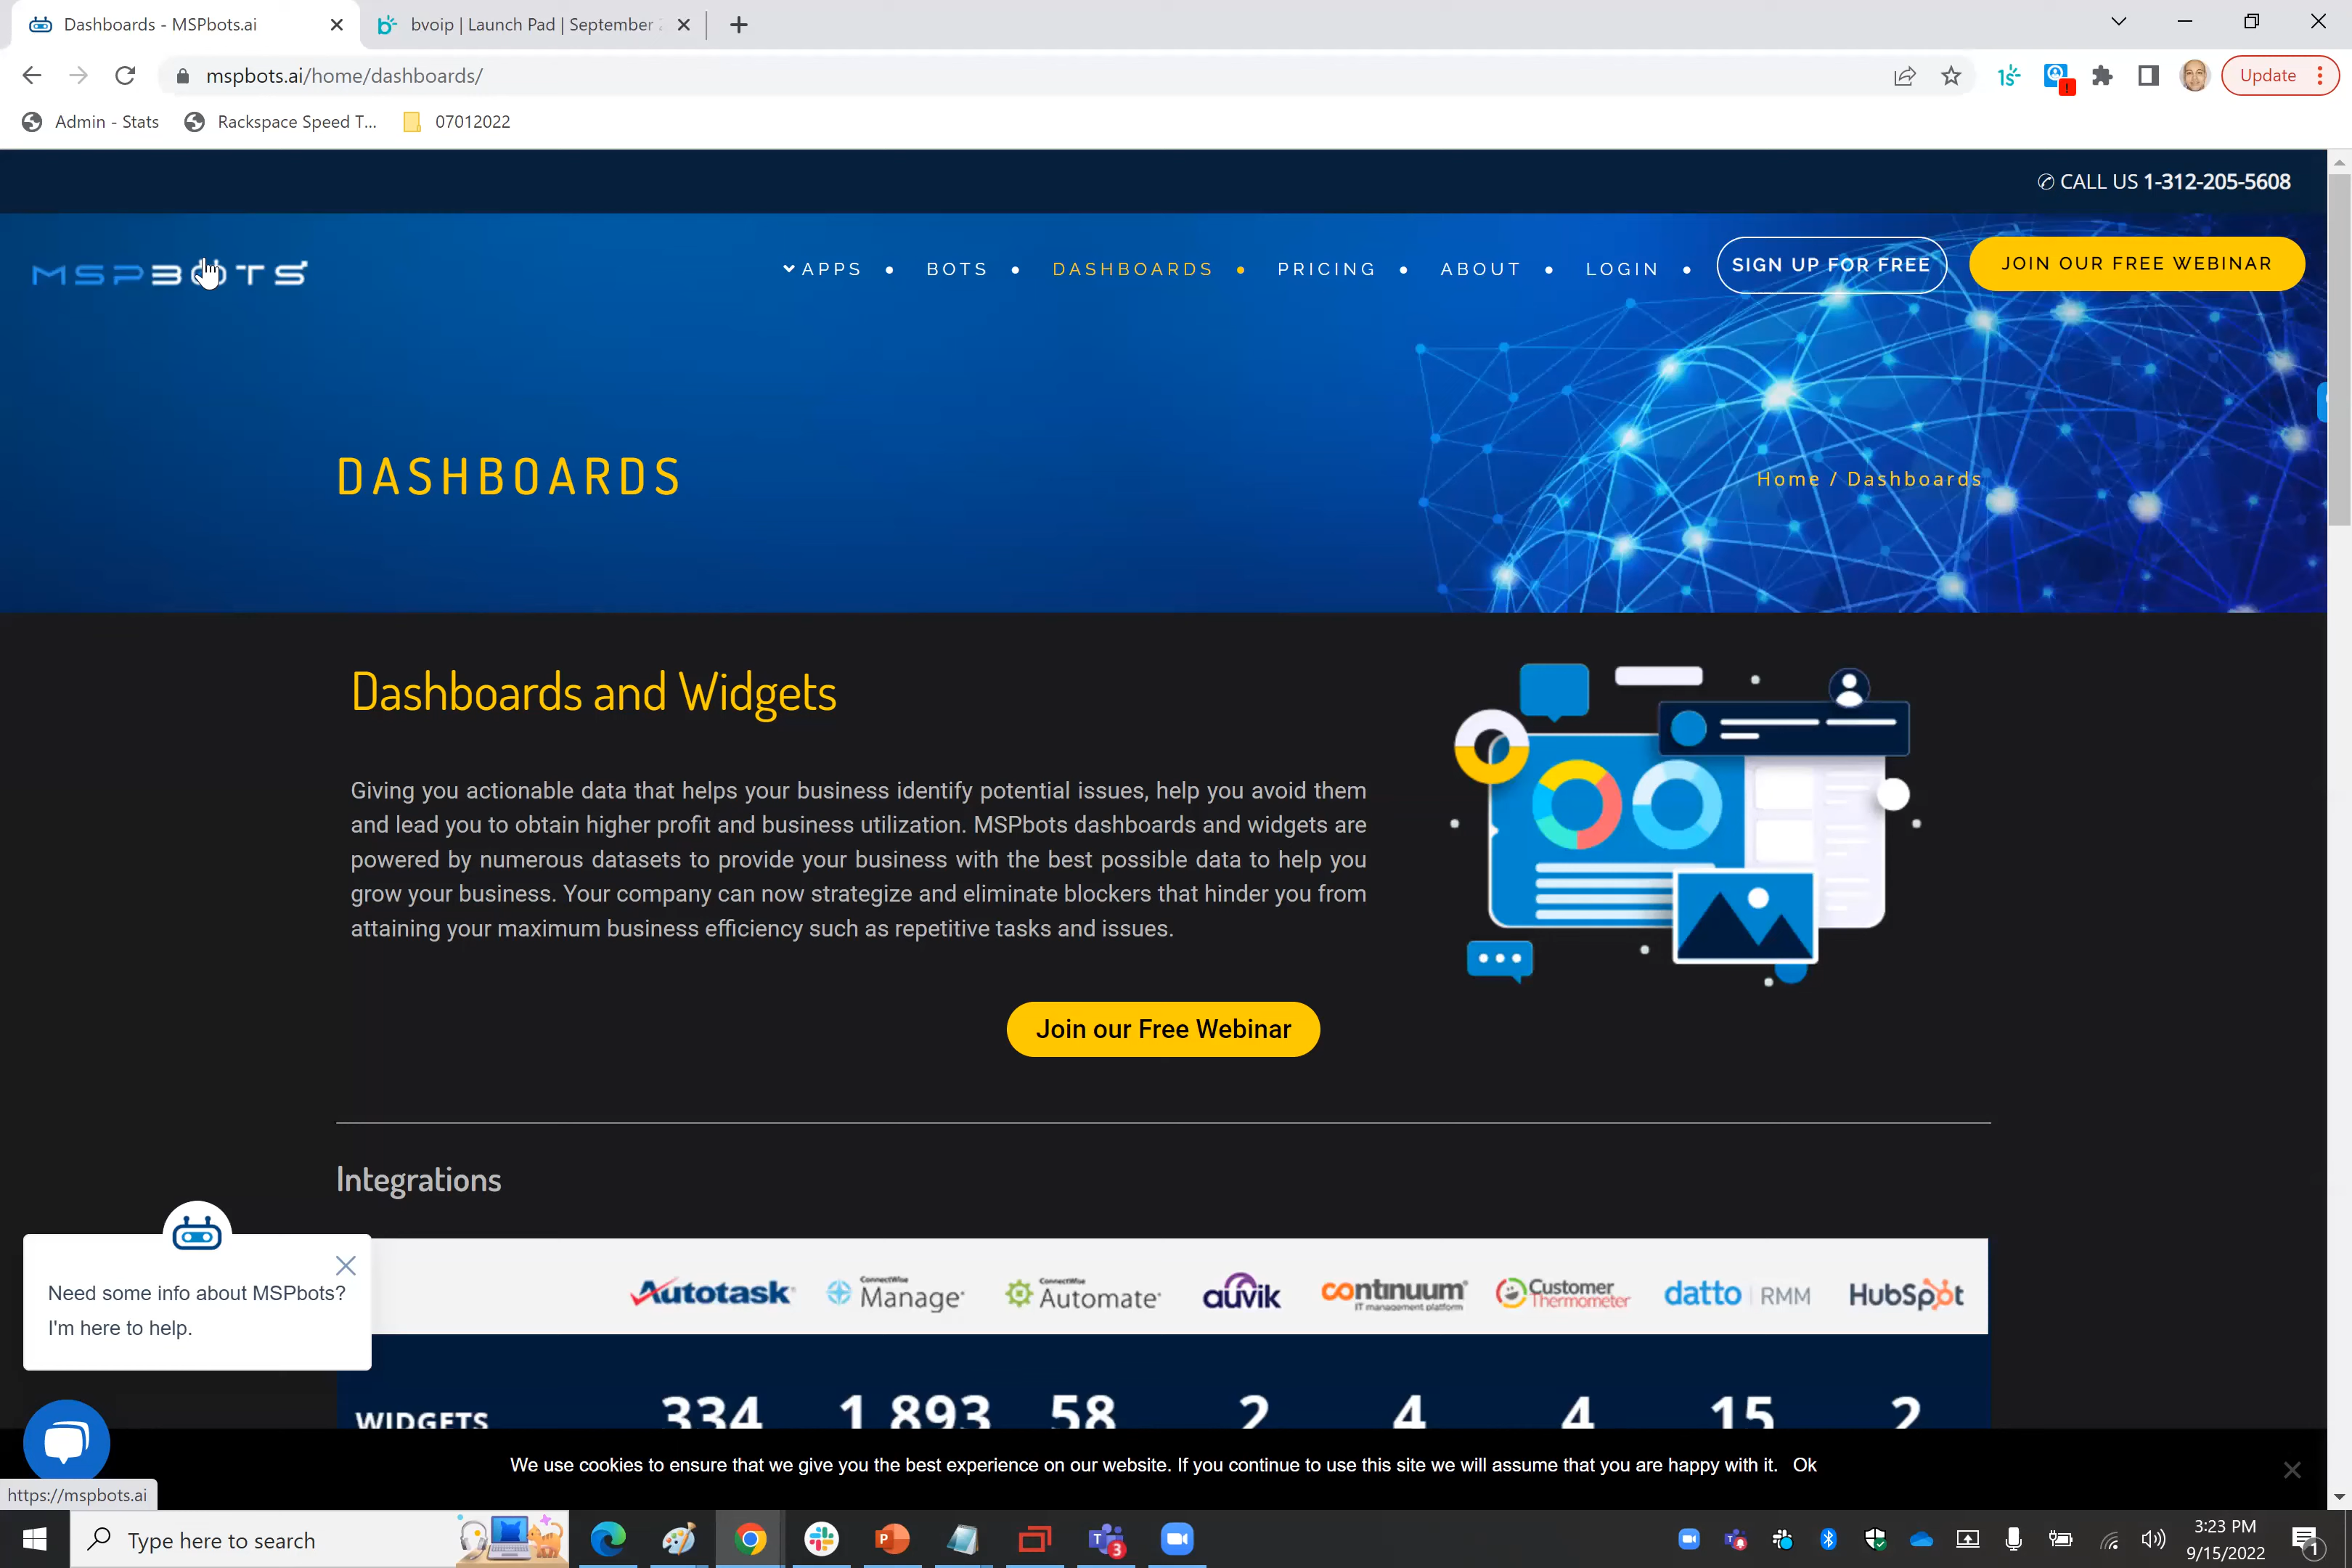 Dashboards - MSPbots.ai
bvoip | Launch Pad | September
mspbots.ai/home/dashboards/
Update
Admin - Stats
Rackspace Speed T...
07012022
CALL US 1-312-205-5608
MSPBOTS
APPS
BOTS
DASHBOARDS
PRICING
ABOUT
LOGIN
SIGN UP FOR FREE
JOIN OUR FREE WEBINAR
DASHBOARDS
Home / Dashboards
Dashboards and Widgets
Giving you actionable data that helps your business identify potential issues, help you avoid them
and lead you to obtain higher profit and business utilization. MSPbots dashboards and widgets are
powered by numerous datasets to provide your business with the best possible data to help you
grow your business. Your company can now strategize and eliminate blockers that hinder you from
attaining your maximum business efficiency such as repetitive tasks and issues.
Join our Free Webinar
Integrations
Autotask
ConnectWise
Manage
ConnectWise
Automate
auvik
continuum
IT management platform
Customer
Thermometer
datto | RMM
HubSpot
Need some info about MSPbots?
I'm here to help.
WIDGETS 334 1,893 58 2 4 4 15 2
We use cookies to ensure that we give you the best experience on our website. If you continue to use this site we will assume that you are happy with it. Ok
https://mspbots.ai
Type here to search
3
3:23 PM
9/15/2022
1